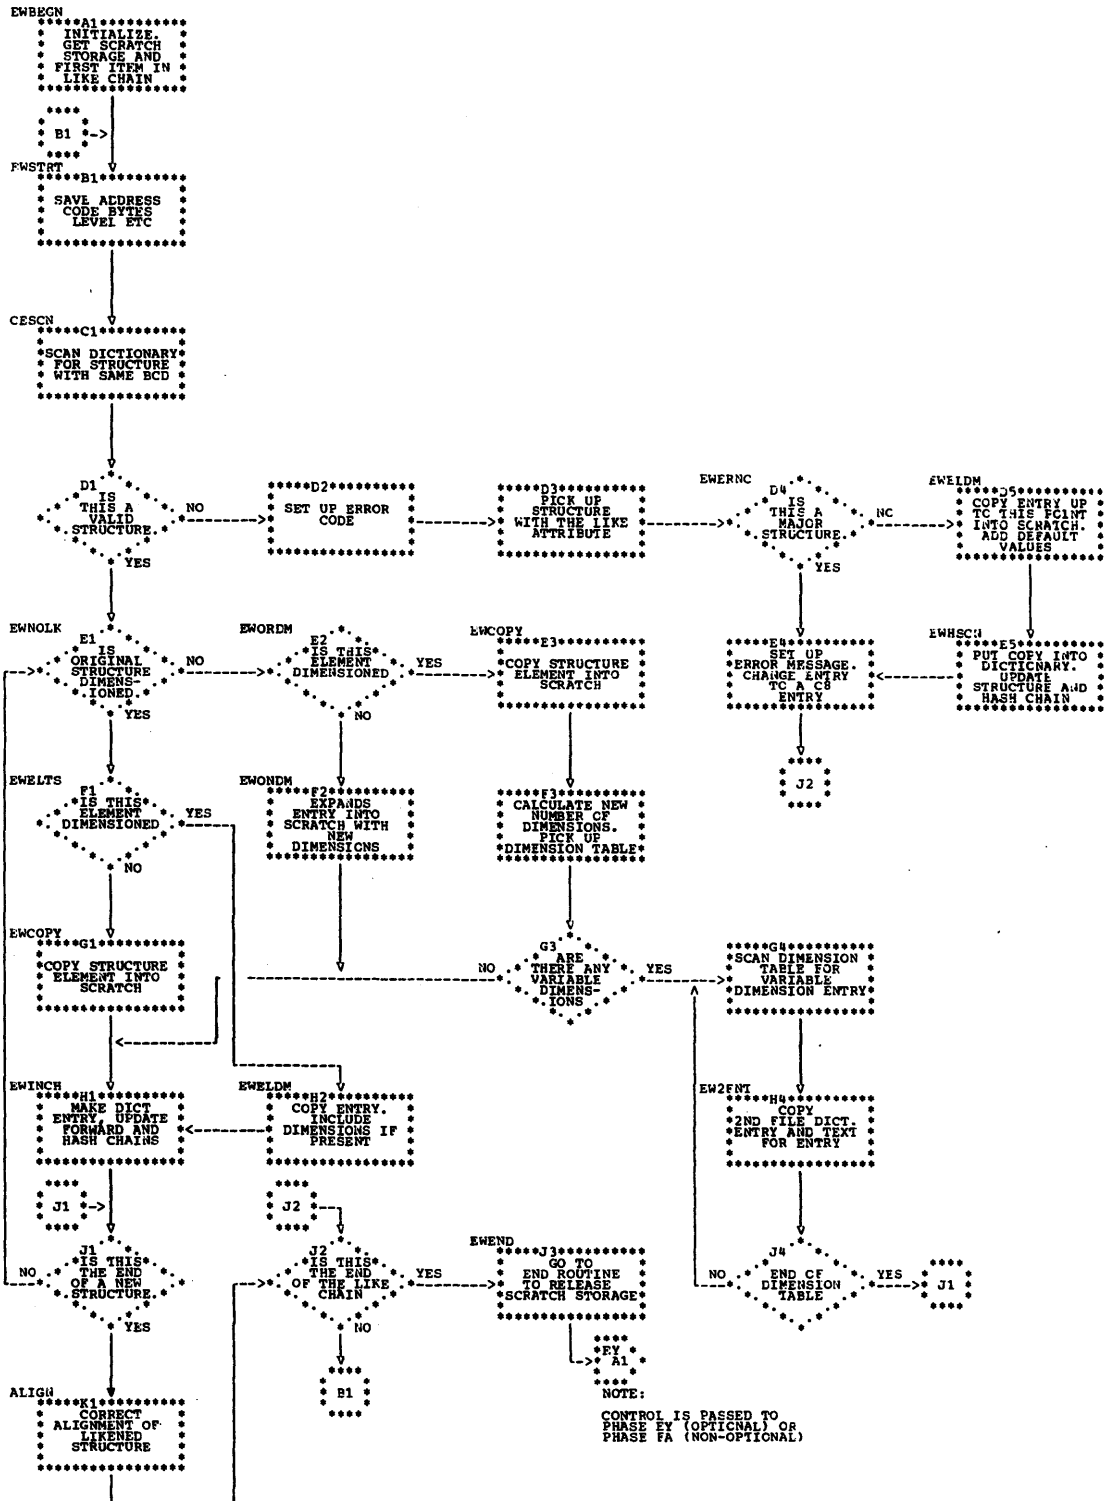 EWBEGN
A1
INITIALIZE.
GET SCRATCH
STORAGE AND
FIRST ITEM IN
LIKE CHAIN
B1
EWSTRT
B1
SAVE ADDRESS
CODE BYTES
LEVEL ETC
CESCN
C1
SCAN DICTIONARY
FOR STRUCTURE
WITH SAME BCD
D1
IS
THIS A
VALID
STRUCTURE.
NO
YES
D2
SET UP ERROR
CODE
D3
PICK UP
STRUCTURE
WITH THE LIKE
ATTRIBUTE
EWERNC
D4
IS
THIS A
MAJOR
STRUCTURE.
NC
YES
EWELDM
D5
COPY ENTRY UP
TC THIS POINT
INTO SCRATCH.
ADD DEFAULT
VALUES
EWNOLK
E1
IS
ORIGINAL
STRUCTURE
DIMENS-
IONED.
NO
YES
EWORDM
E2
IS THIS
ELEMENT
DIMENSIONED
YES
NO
EWCOPY
E3
COPY STRUCTURE
ELEMENT INTO
SCRATCH
E4
SET UP
ERROR MESSAGE.
CHANGE ENTRY
TC A C8
ENTRY
EWHSCN
E5
PUT COPY INTO
DICTICNARY.
UPDATE
STRUCTURE AND
HASH CHAIN
J2
EWELTS
F1
IS THIS
ELEMENT
DIMENSIONED
YES
NO
EWONDM
F2
EXPANDS
ENTRY INTO
SCRATCH WITH
NEW
DIMENSICNS
F3
CALCULATE NEW
NUMBER CF
DIMENSIONS.
PICK UP
DIMENSION TABLE
EWCOPY
G1
COPY STRUCTURE
ELEMENT INTO
SCRATCH
G3
ARE
THERE ANY
VARIABLE
DIMENS-
IONS
NO
YES
G4
SCAN DIMENSION
TABLE FOR
VARIABLE
DIMENSION ENTRY
EWINCH
H1
MAKE DICT
ENTRY, UPDATE
FORWARD AND
HASH CHAINS
EWELDM
H2
COPY ENTRY.
INCLUDE
DIMENSIONS IF
PRESENT
EW2FNT
H4
COPY
2ND FILE DICT.
ENTRY AND TEXT
FOR ENTRY
J1
J2
J1
IS THIS
THE END
OF A NEW
STRUCTURE.
NO
YES
J2
IS THIS
THE END
OF THE LIKE
CHAIN
YES
NO
EWEND
J3
GO TO
END ROUTINE
TO RELEASE
SCRATCH STORAGE
J4
END CF
DIMENSION
TABLE
NO
YES
J1
B1
EY
A1
NOTE:
CONTROL IS PASSED TO
PHASE EY (OPTICNAL) OR
PHASE FA (NON-OPTIONAL)
ALIGN
K1
CORRECT
ALIGNMENT OF
LIKENED
STRUCTURE